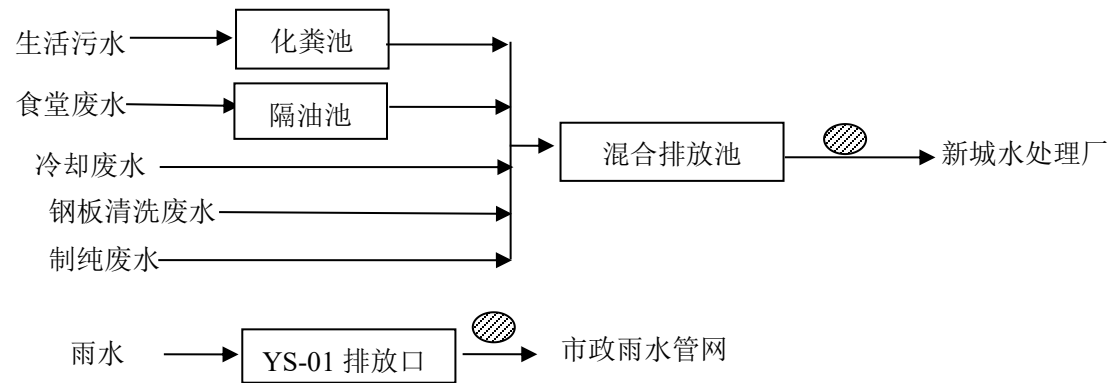 生活污水
化粪池
食堂废水
隔油池
冷却废水
混合排放池
新城水处理厂
钢板清洗废水
制纯废水
雨水
YS-01 排放口
市政雨水管网